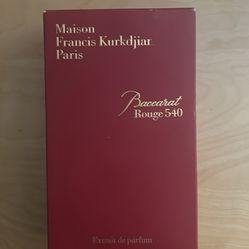 Maison
Francis Kurkdjian
Paris
Baccarat
Rouge 540
Extrait de parfum